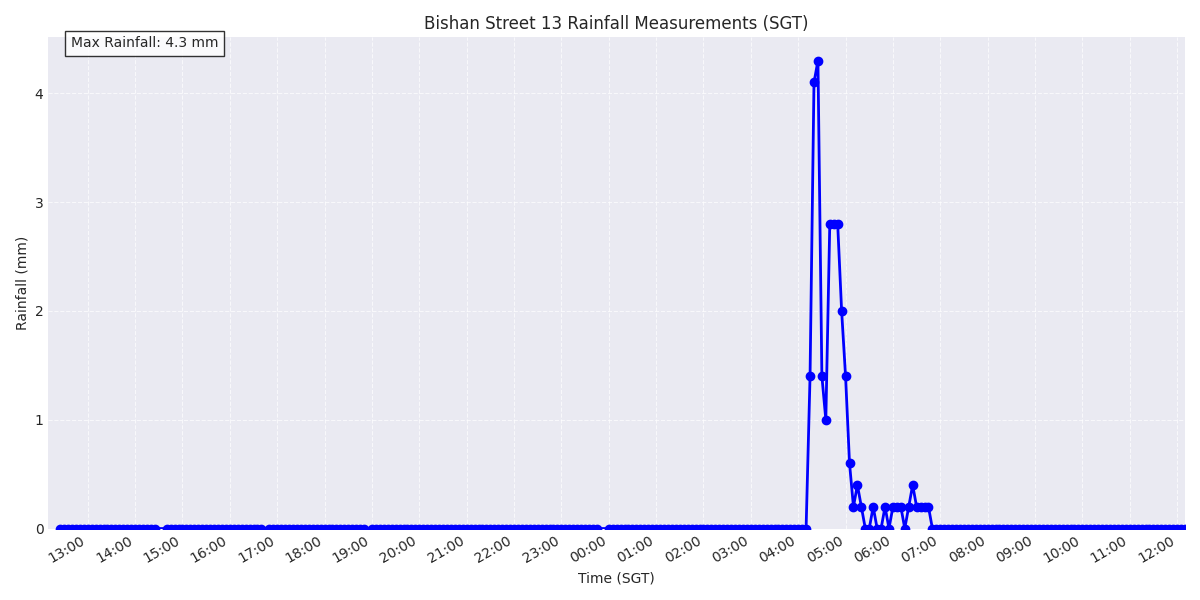 Bishan Street 13 Rainfall Measurements (SGT)
Max Rainfall: 4.3 mm
4
3
2
1
0
Rainfall (mm)
13:00 14:00 15:00 16:00 17:00 18:00 19:00 20:00 21:00 22:00 23:00 00:00 01:00 02:00 03:00 04:00 05:00 06:00 07:00 08:00 09:00 10:00 11:00 12:00
Time (SGT)